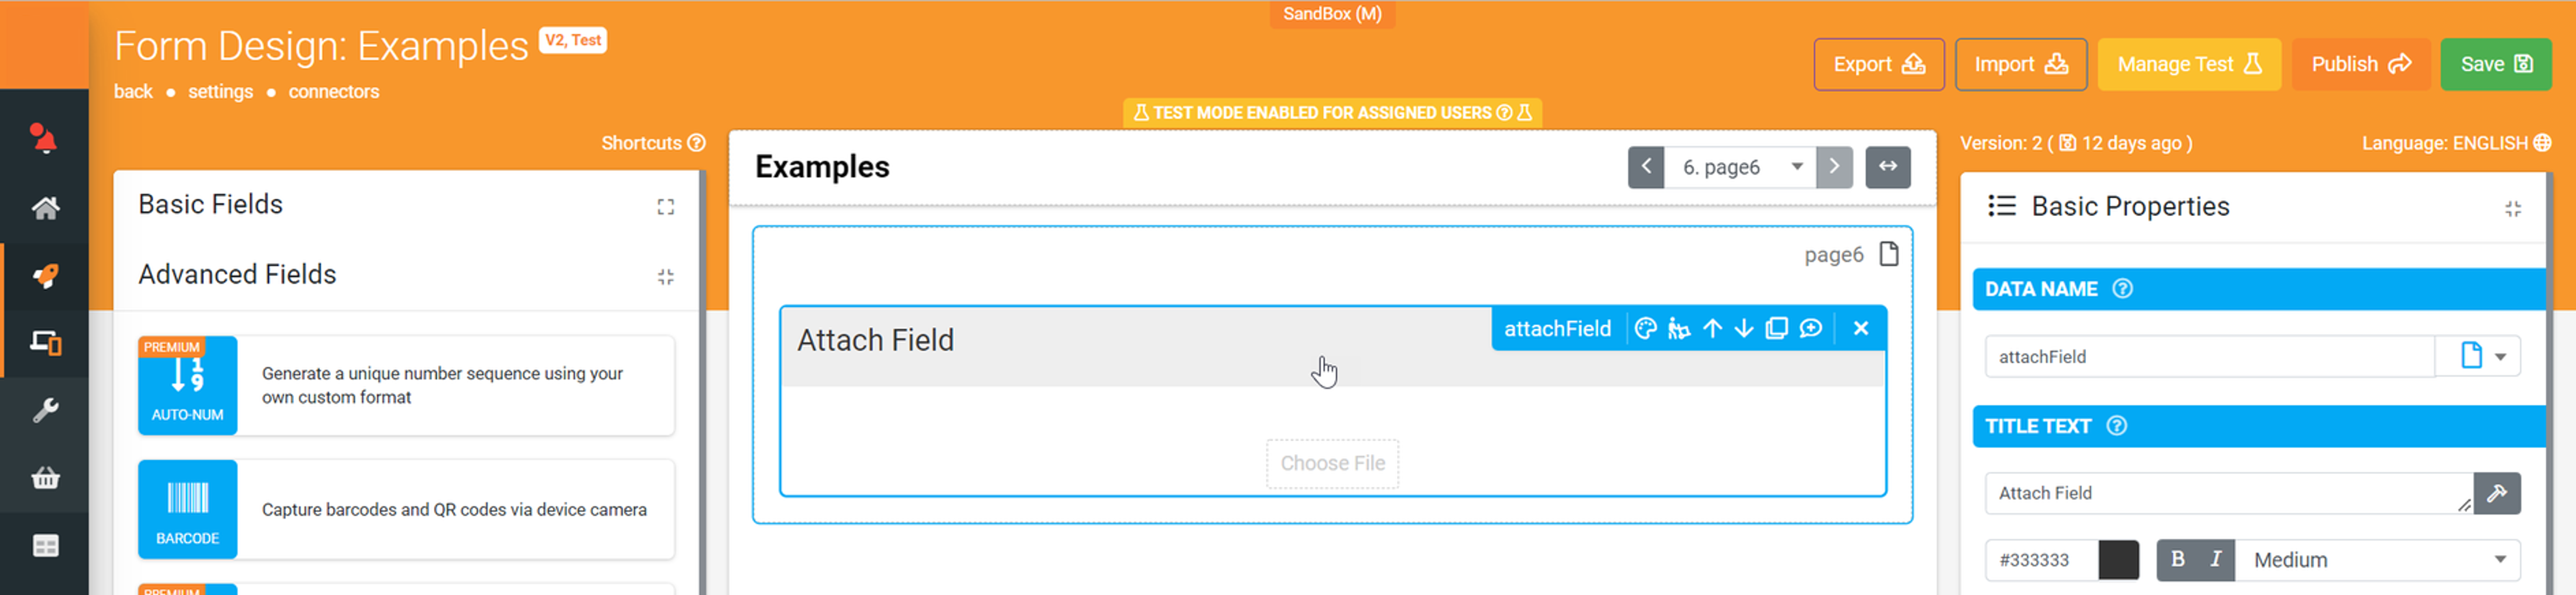 SandBox (M)
Form Design: Examples V2, Test
Export Import Manage Test Publish Save
back • settings • connectors
TEST MODE ENABLED FOR ASSIGNED USERS
Shortcuts
Basic Fields
Advanced Fields
PREMIUM
1
9
AUTO-NUM
Generate a unique number sequence using your
own custom format
BARCODE
Capture barcodes and QR codes via device camera
PREMIUM
Examples
6. page6
page6
Attach Field
attachField
Choose File
Version: 2 ( 12 days ago )
Language: ENGLISH
Basic Properties
DATA NAME
attachField
TITLE TEXT
Attach Field
#333333 B I Medium